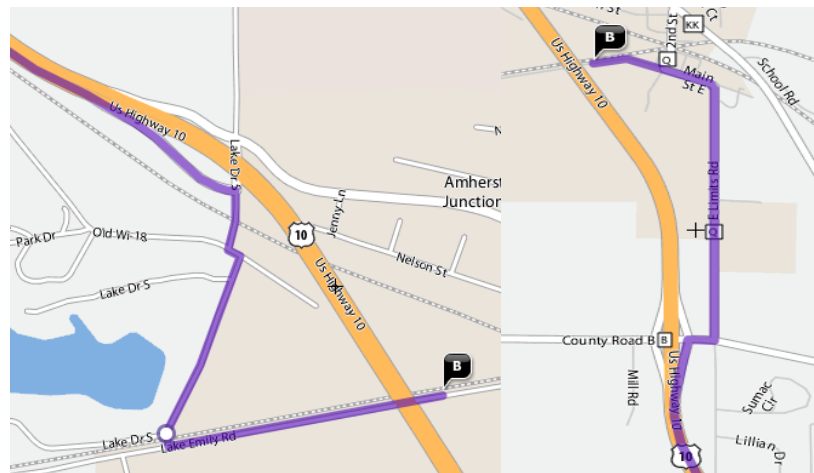 Us Highway 10
Lake Dr S
Amherst
Junction
Jenny Ln
Park Dr
Old Wi-18
10
Nelson St
Lake Dr S
Us Highway 10
B
Lake Dr S
Lake Emily Rd
B
2nd St
KK
Ct
Q
Main
St E
School Rd
Us Highway 10
E Limits Rd
Q
County Road B
B
Us Highway 10
Mill Rd
Sumac
Cir
Lillian Dr
10